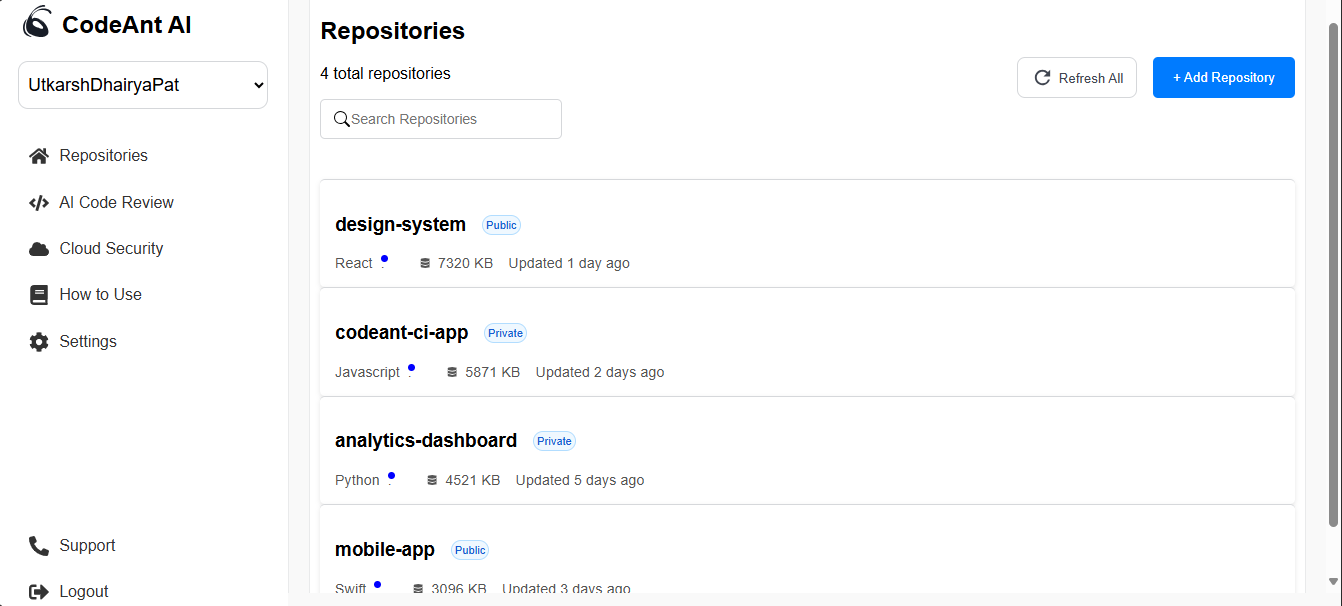 CodeAnt AI
UtkarshDhairyaPat
Repositories
AI Code Review
Cloud Security
How to Use
Settings
Support
Logout
Repositories
4 total repositories
Refresh All
+ Add Repository
Search Repositories
design-system Public
React 7320 KB Updated 1 day ago
codeant-ci-app Private
Javascript 5871 KB Updated 2 days ago
analytics-dashboard Private
Python 4521 KB Updated 5 days ago
mobile-app Public
Swift 3096 KB Updated 3 days ago